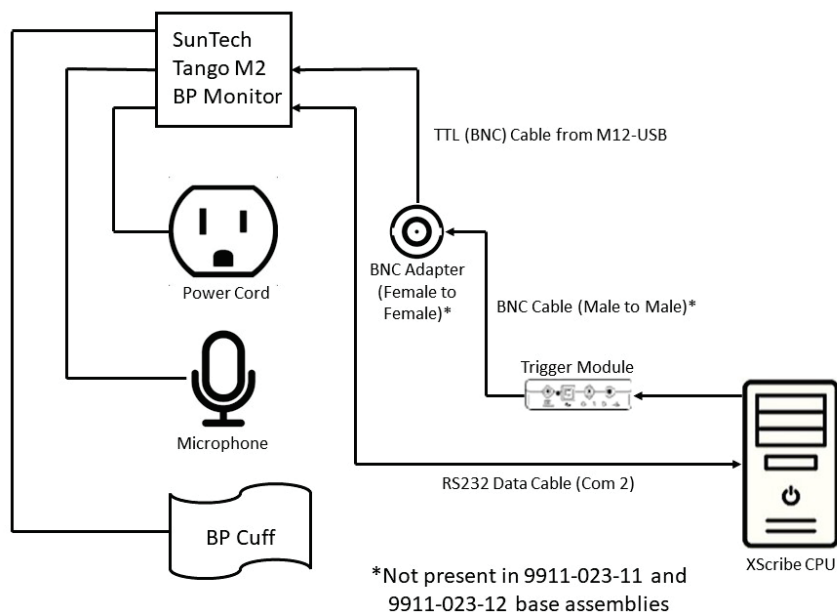 SunTech
Tango M2
BP Monitor
TTL (BNC) Cable from M12-USB
BNC Adapter
(Female to
Female)*
Power Cord
BNC Cable (Male to Male)*
Trigger Module
Microphone
RS232 Data Cable (Com 2)
BP Cuff
XScribe CPU
*Not present in 9911-023-11 and
9911-023-12 base assemblies